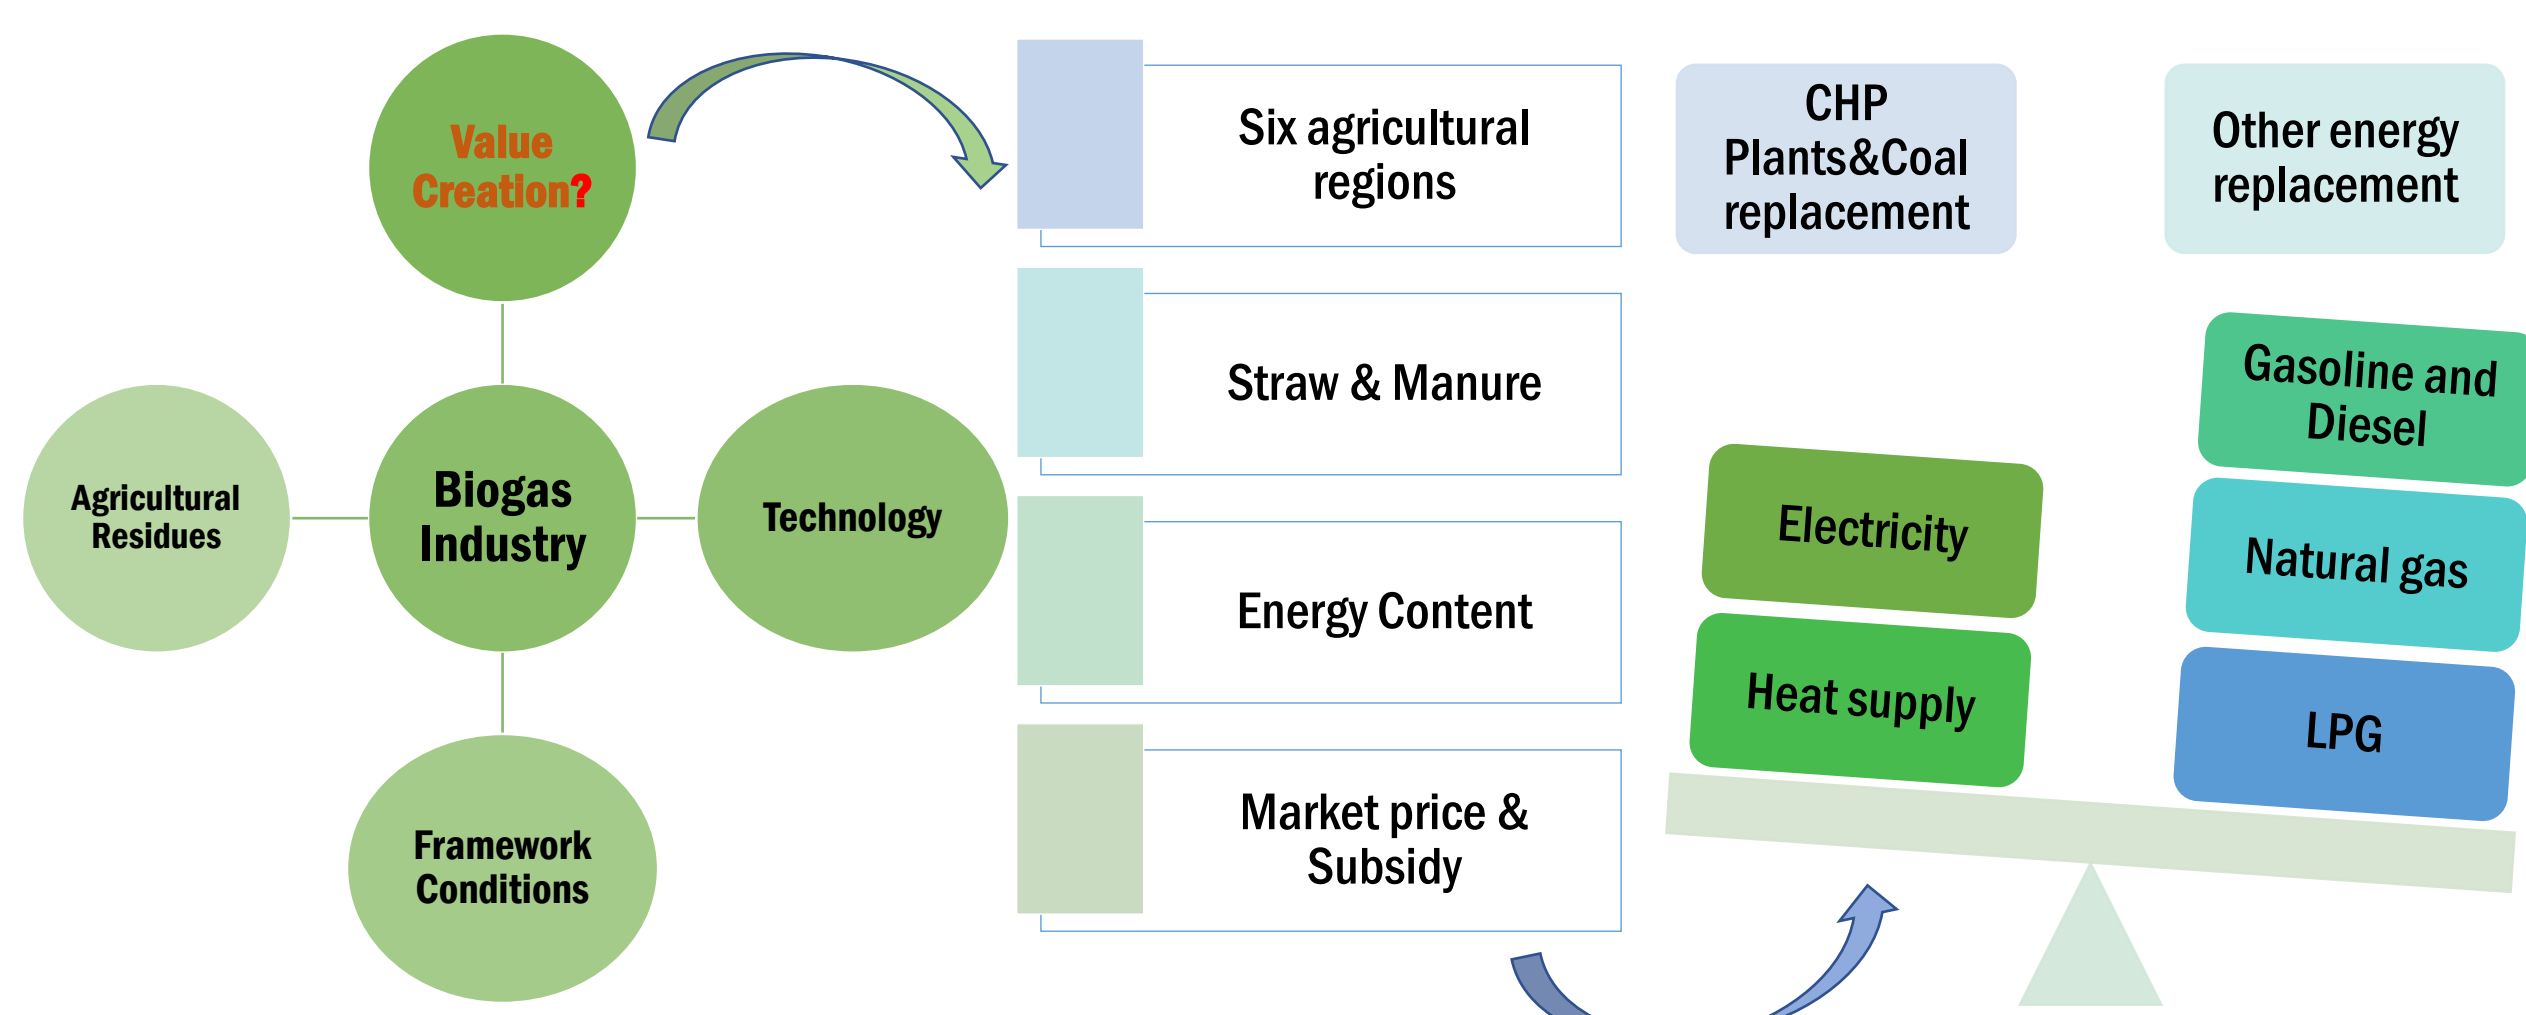 Value
Creation?
Agricultural
Residues
Biogas
Industry
Technology
Framework
Conditions
Six agricultural
regions
Straw & Manure
Energy Content
Market price &
Subsidy
CHP
Plants&Coal
replacement
Other energy
replacement
Electricity
Heat supply
Gasoline and
Diesel
Natural gas
LPG